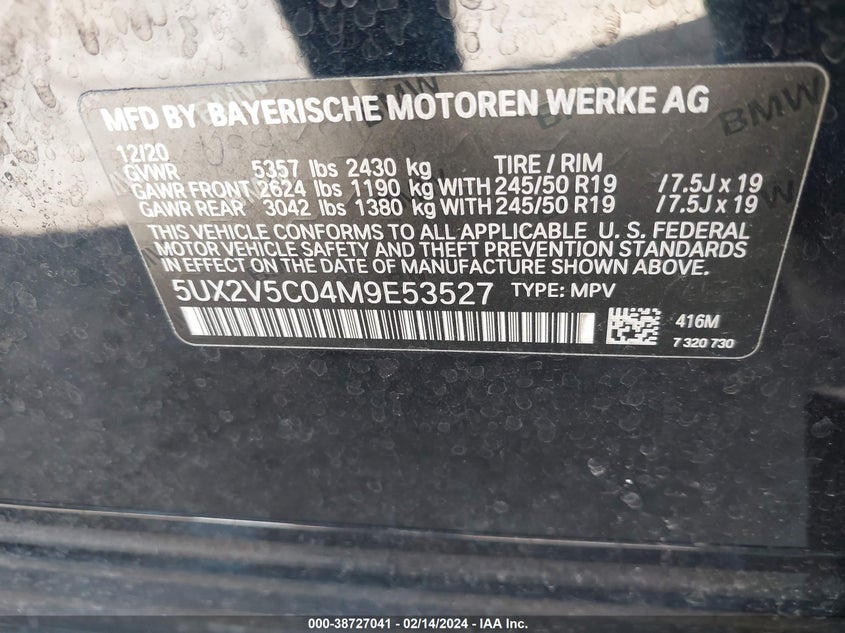 MFD BY BAYERISCHE MOTOREN WERKE AG
12/20
GVWR 5357 lbs 2430 kg TIRE / RIM
GAWR FRONT 2624 lbs 1190 kg WITH 245/50 R19 / 7.5J x 19
GAWR REAR 3042 lbs 1380 kg WITH 245/50 R19 / 7.5J x 19
THIS VEHICLE CONFORMS TO ALL APPLICABLE U. S. FEDERAL
MOTOR VEHICLE SAFETY AND THEFT PREVENTION STANDARDS
IN EFFECT ON THE DATE OF MANUFACTURE SHOWN ABOVE.
5UX2V5C04M9E53527 TYPE: MPV
416M
7 320 730
BMW
000-38727041 - 02/14/2024 - IAA Inc.